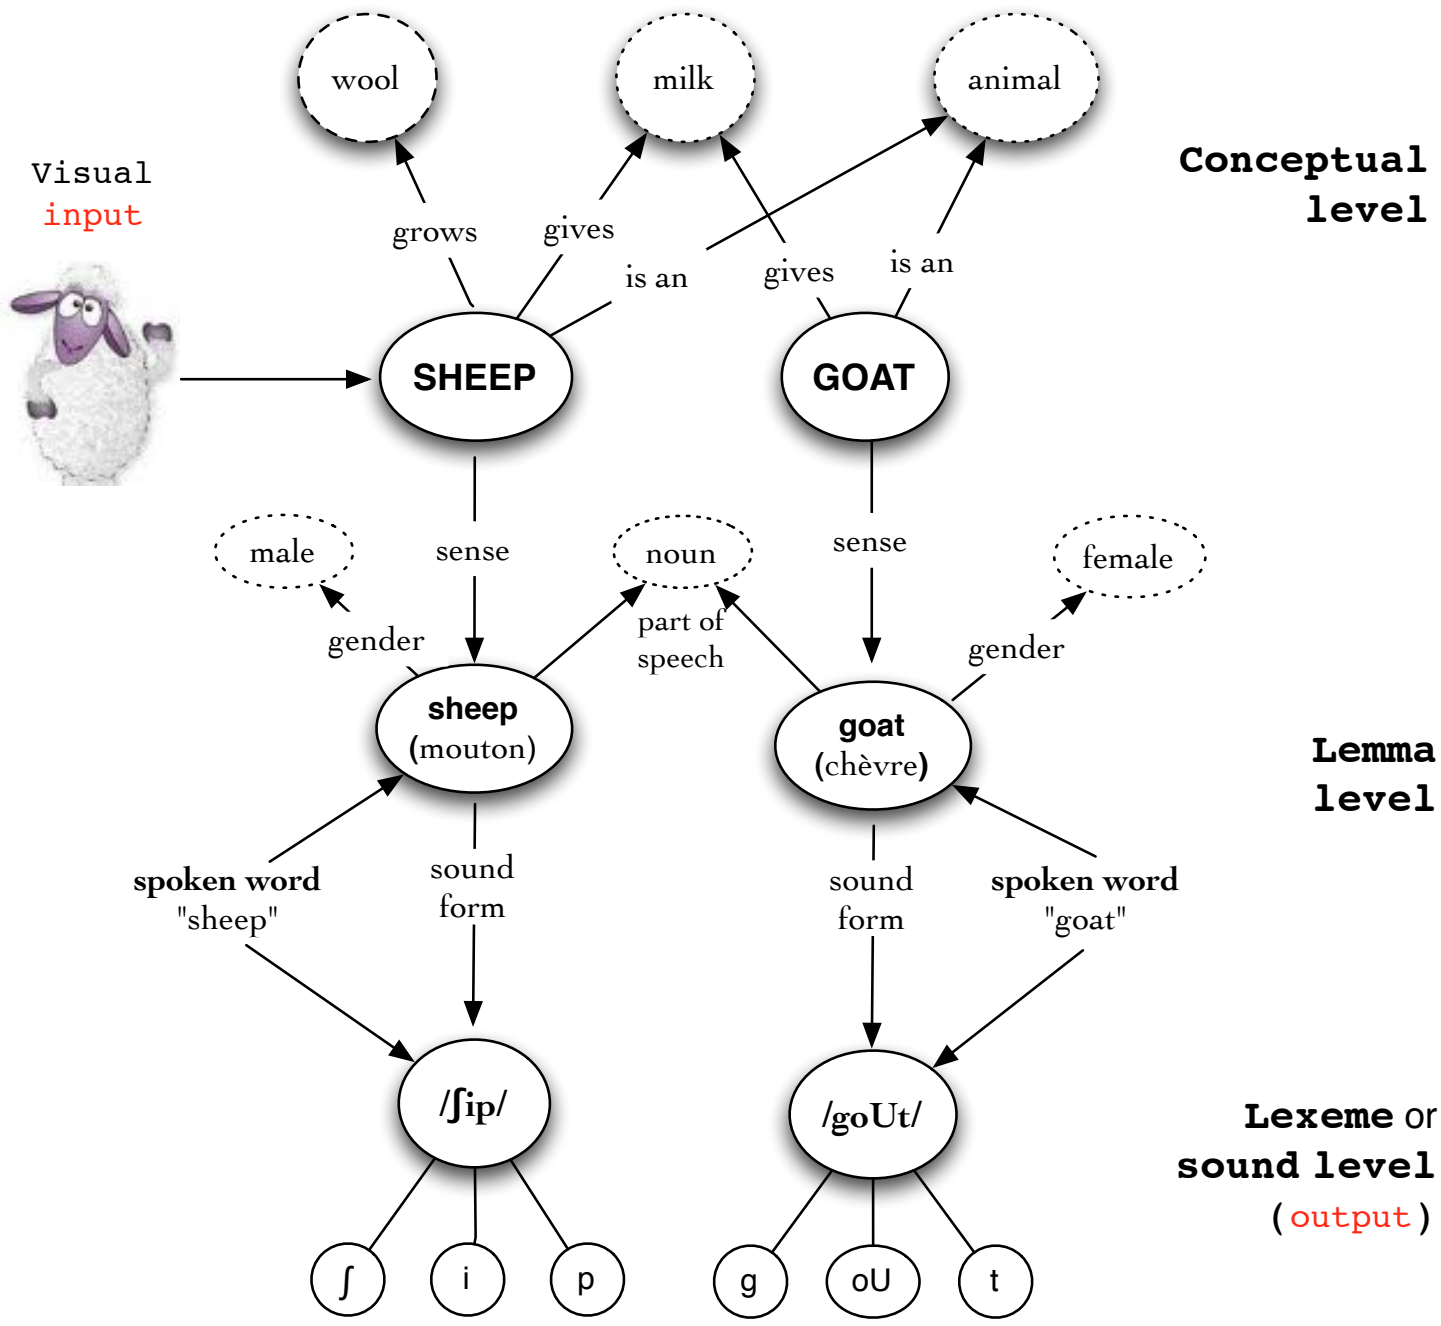 wool
milk
animal
Visual
input
Conceptual
level
grows
gives
is an
gives
is an
SHEEP
GOAT
male
sense
noun
sense
female
part of
speech
gender
gender
sheep
(mouton)
goat
(chèvre)
Lemma
level
spoken word
"sheep"
sound
form
sound
form
spoken word
"goat"
/ʃip/
/goUt/
Lexeme or
sound level
(output)
ʃ
i
p
g
oU
t